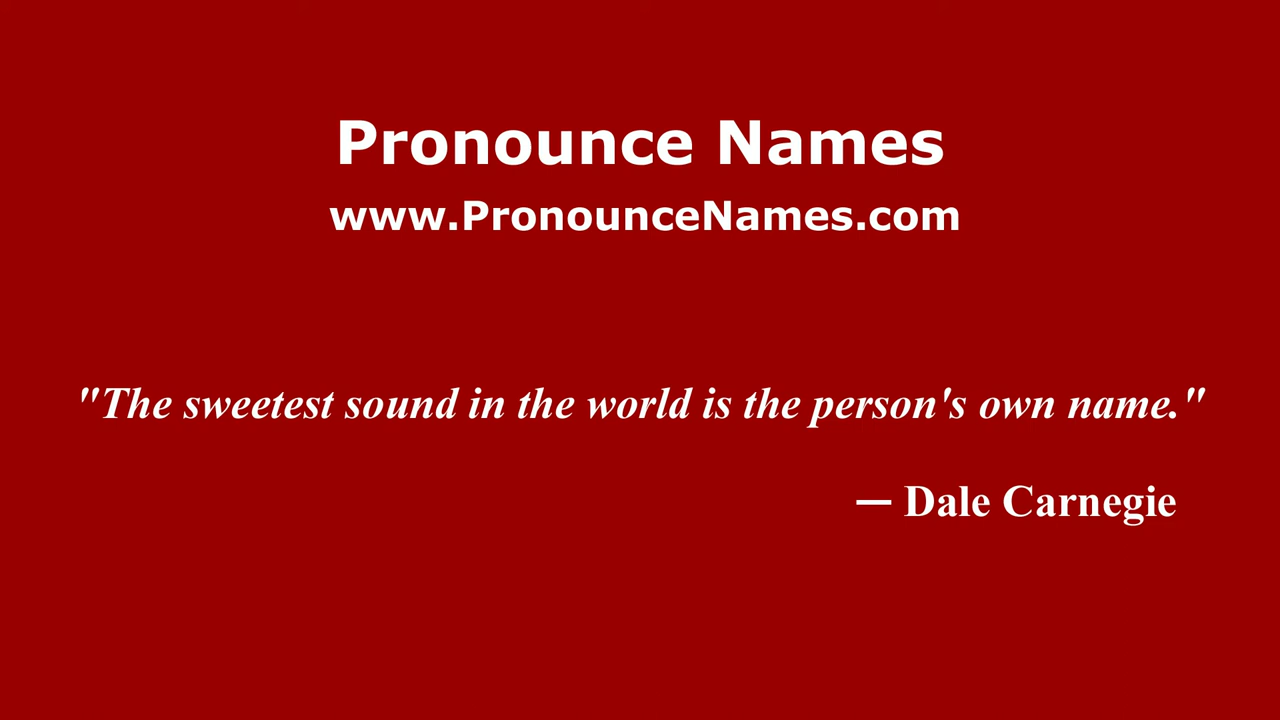 Pronounce Names
www.PronounceNames.com
"The sweetest sound in the world is the person's own name."
— Dale Carnegie